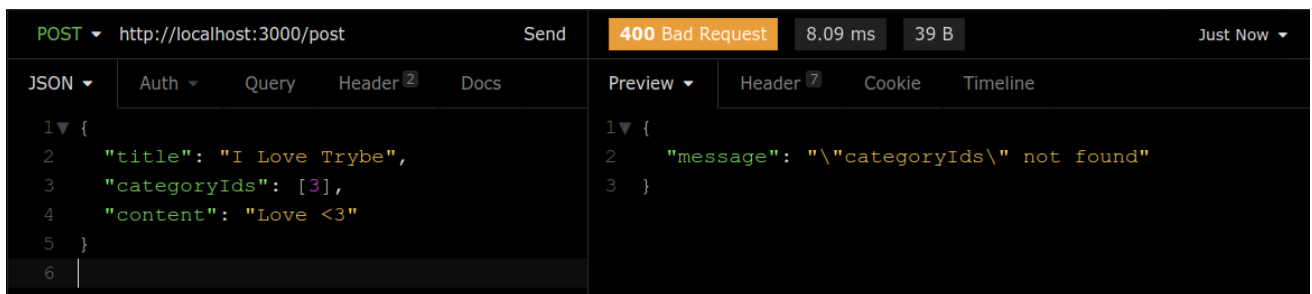 POST http://localhost:3000/post Send 400 Bad Request 8.09 ms 39 B Just Now
JSON Auth Query Header 2 Docs Preview Header 7 Cookie Timeline
1 {
2 "title": "I Love Trybe",
3 "categoryIds": [3],
4 "content": "Love <3"
5 }
6
1 {
2 "message": "\"categoryIds\" not found"
3 }